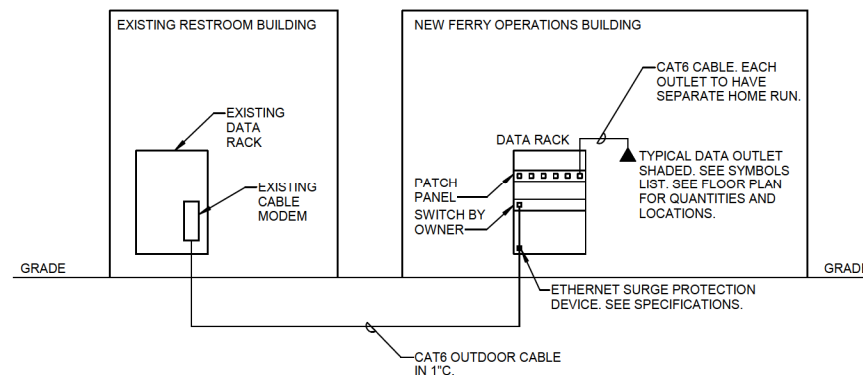 EXISTING RESTROOM BUILDING
NEW FERRY OPERATIONS BUILDING
CAT6 CABLE. EACH
OUTLET TO HAVE
SEPARATE HOME RUN.
EXISTING
DATA
RACK
DATA RACK
TYPICAL DATA OUTLET
SHADED. SEE SYMBOLS
LIST. SEE FLOOR PLAN
FOR QUANTITIES AND
LOCATIONS.
PATCH
PANEL
EXISTING
CABLE
MODEM
SWITCH BY
OWNER
GRADE
GRADE
ETHERNET SURGE PROTECTION
DEVICE. SEE SPECIFICATIONS.
CAT6 OUTDOOR CABLE
IN 1"C.